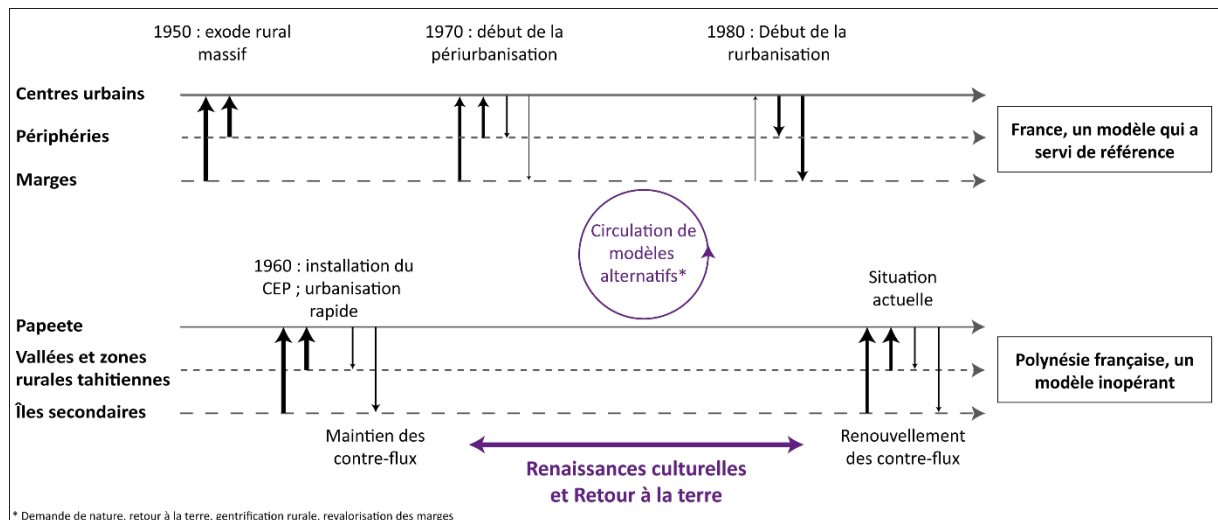 1950 : exode rural
massif
1970 : début de la
périurbanisation
1980 : Début de la
rurbanisation
Centres urbains
Périphéries
Marges
France, un modèle qui a
servi de référence
Circulation de
modèles
alternatifs*
1960 : installation du
CEP ; urbanisation
rapide
Situation
actuelle
Papeete
Vallées et zones
rurales tahitiennes
Îles secondaires
Polynésie française, un
modèle inopérant
Maintien des
contre-flux
Renouvellement
des contre-flux
Renaissances culturelles
et Retour à la terre
* Demande de nature, retour à la terre, gentrification rurale, revalorisation des marges